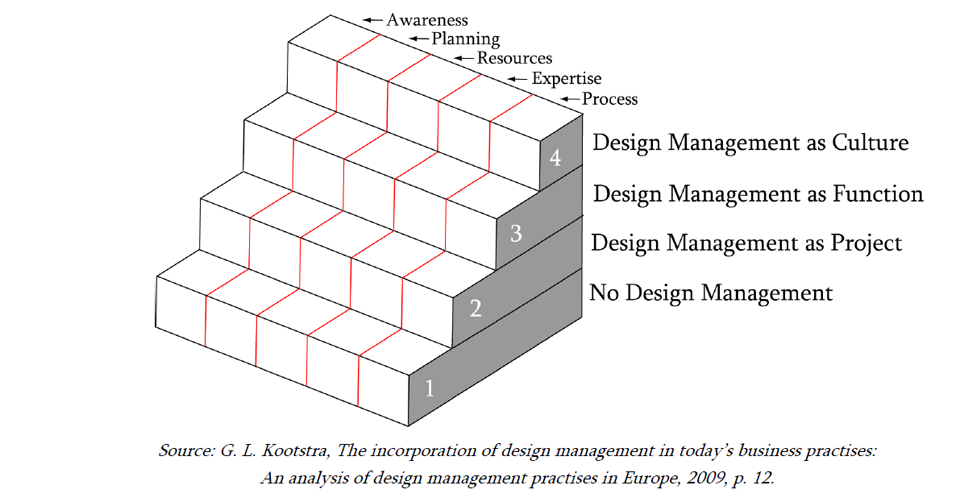 Awareness
Planning
Resources
Expertise
Process
4
Design Management as Culture
3
Design Management as Function
2
Design Management as Project
1
No Design Management
Source: G. L. Kootstra, The incorporation of design management in today's business practises:
An analysis of design management practises in Europe, 2009, p. 12.